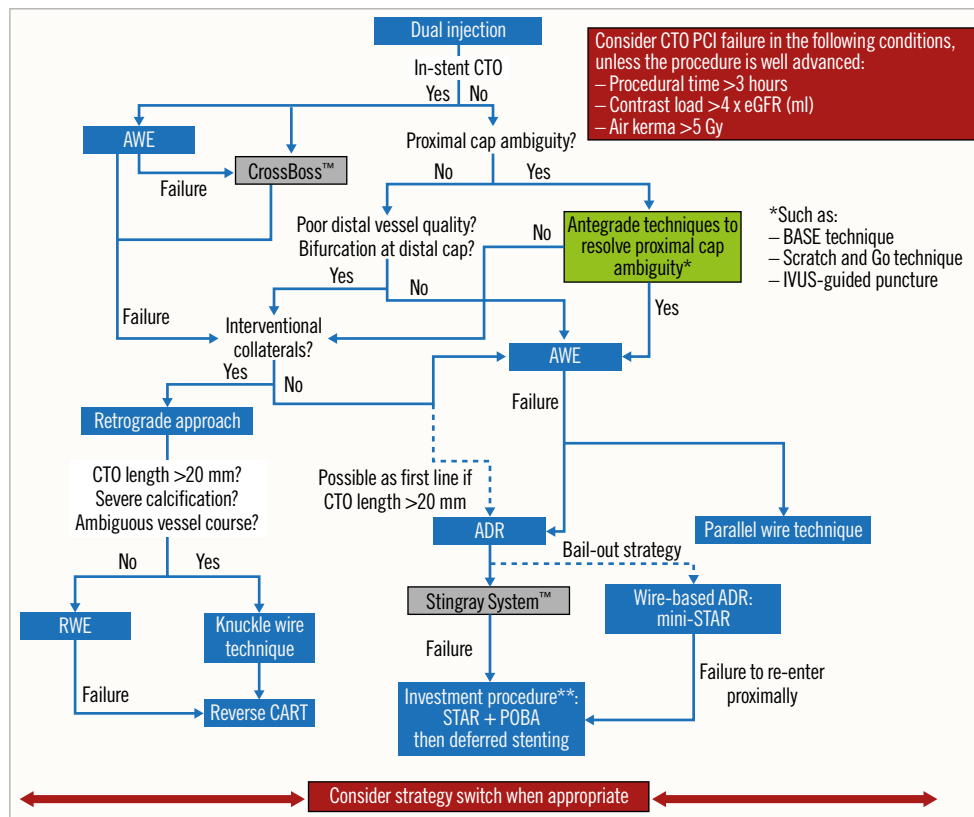 Dual injection
Consider CTO PCI failure in the following conditions,
unless the procedure is well advanced:
– Procedural time >3 hours
– Contrast load >4 x eGFR (ml)
– Air kerma >5 Gy
In-stent CTO
Yes
No
AWE
Failure
CrossBoss™
Proximal cap ambiguity?
No
Yes
Poor distal vessel quality?
Bifurcation at distal cap?
No
Antegrade techniques to
resolve proximal cap
ambiguity*
*Such as:
– BASE technique
– Scratch and Go technique
– IVUS-guided puncture
Yes
No
Yes
Failure
Interventional
collaterals?
AWE
Yes
No
Failure
Retrograde approach
CTO length >20 mm?
Severe calcification?
Ambiguous vessel course?
Possible as first line if
CTO length >20 mm
ADR
Parallel wire technique
Bail-out strategy
No
Yes
Stingray System™
Wire-based ADR:
mini-STAR
RWE
Knuckle wire
technique
Failure
Failure to re-enter
proximally
Failure
Reverse CART
Investment procedure**:
STAR + POBA
then deferred stenting
Consider strategy switch when appropriate